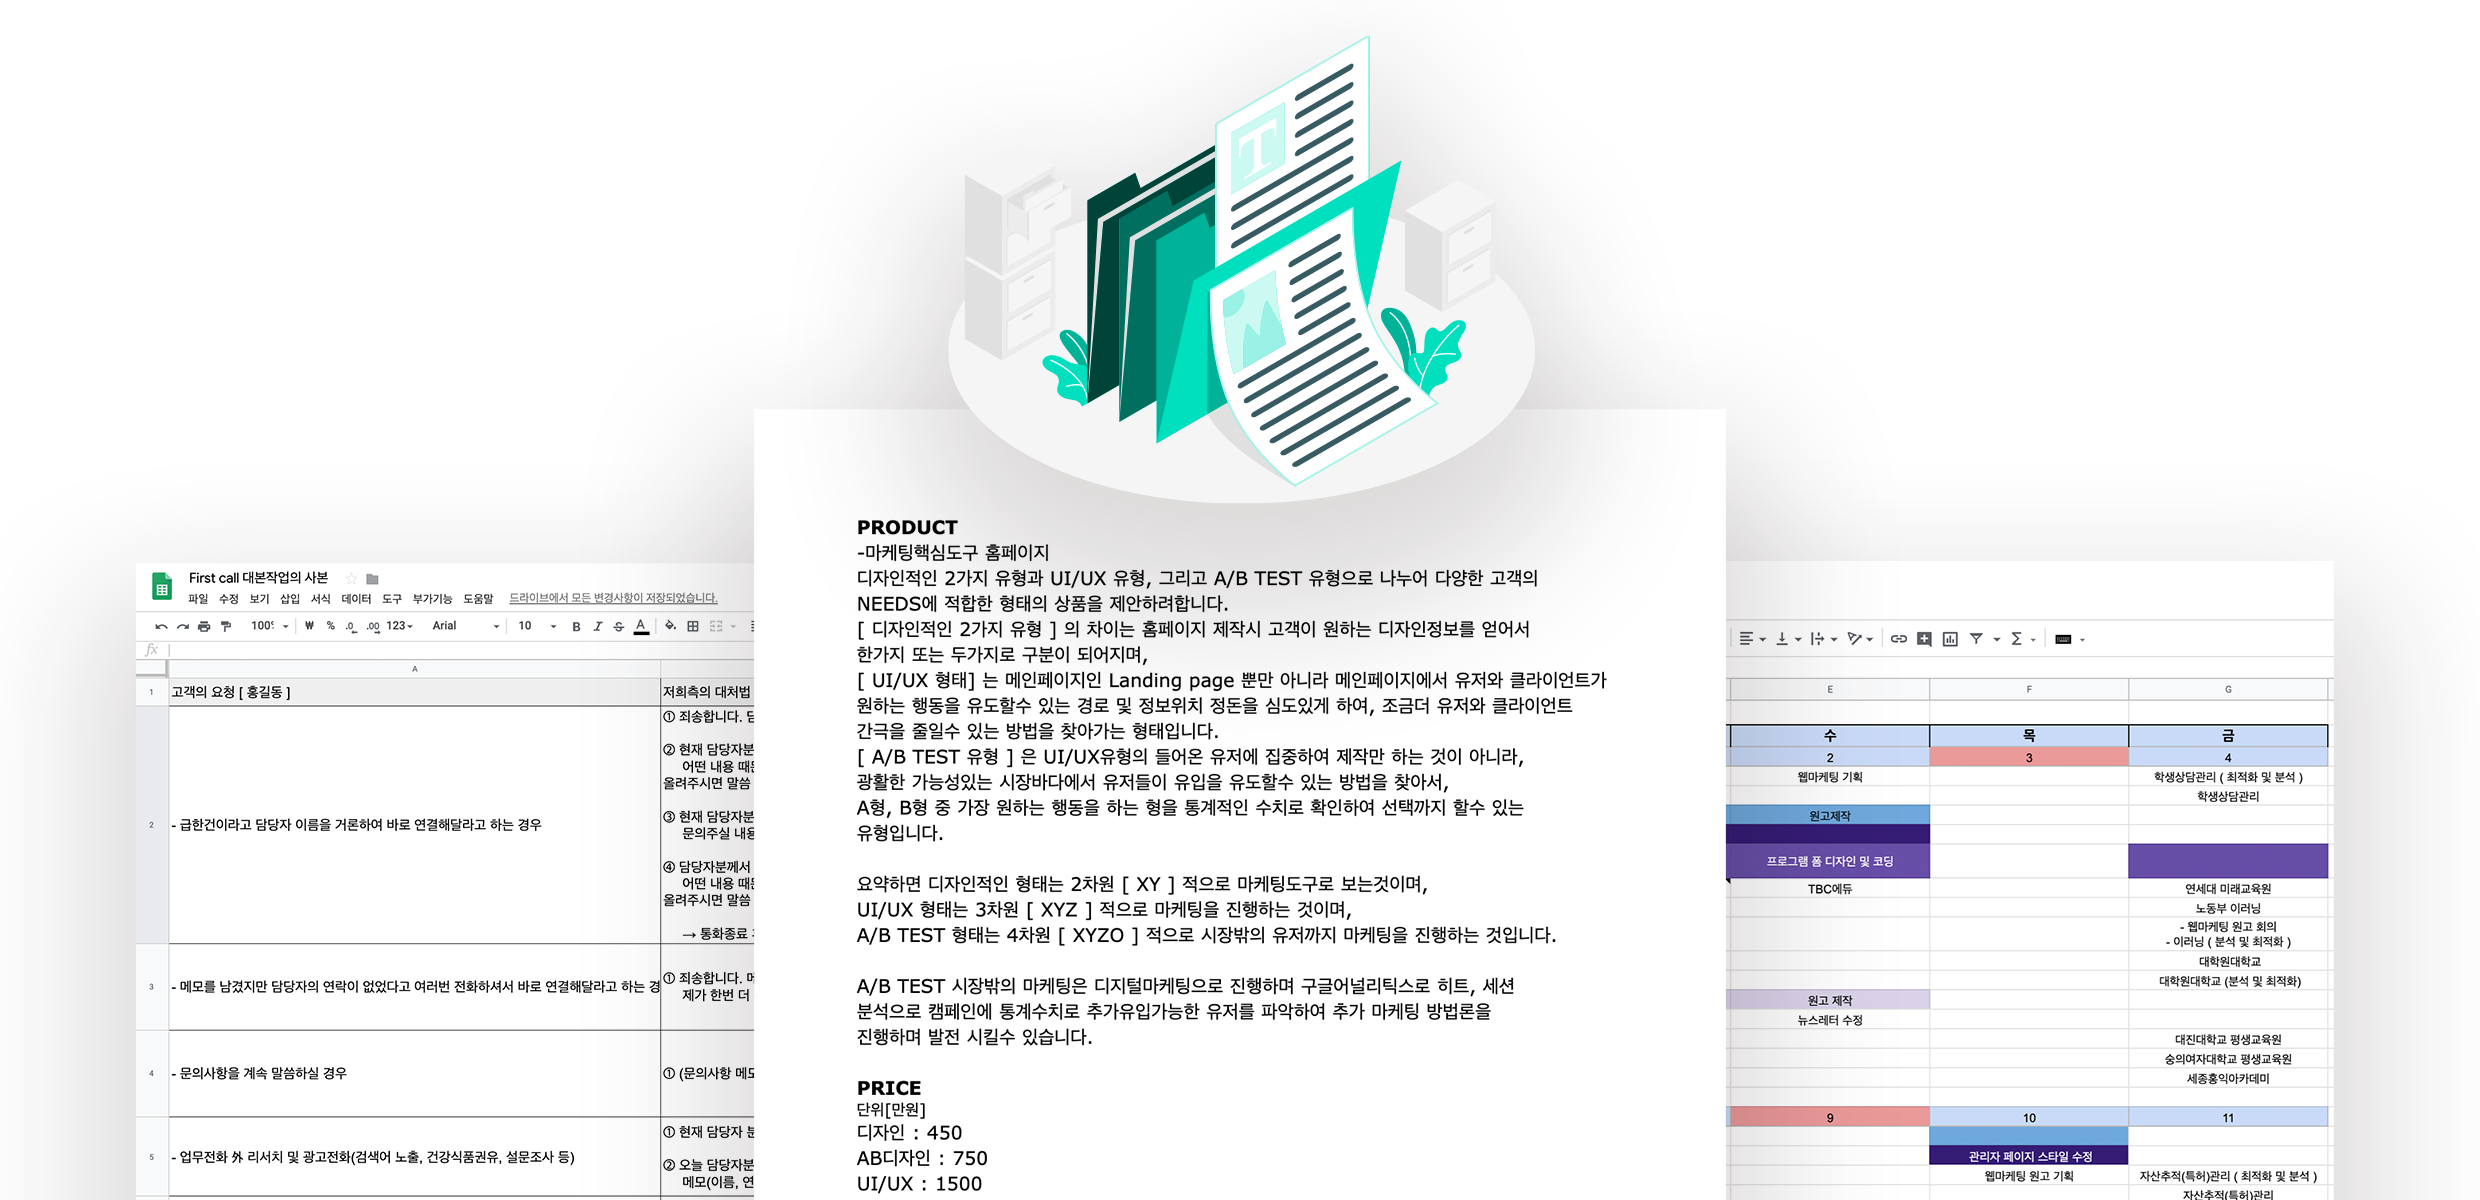 T
First call 대본작업의 사본
파일 수정 보기 삽입 서식 데이터 도구 부가기능 도움말 드라이브에서 모든 변경사항이 저장되었습니다.
₩ % .0 .00 123 Arial 10 B I S A
fx
A
1 고객의 요청 [ 홍길동 ] 저희측의 대처법
2 - 급한건이라고 담당자 이름을 거론하여 바로 연결해달라고 하는 경우
① 죄송합니다.
② 현재 담당자분
어떤 내용
올려주시면 말씀
③ 현재 담당자분
문의주실 내용
④ 담당자분께서
어떤 내용
올려주시면 말씀
→ 통화종료
3 - 메모를 남겼지만 담당자의 연락이 없었다고 여러번 전화하셔서 바로 연결해달라고 하는 경
① 죄송합니다.
제가 한번 더
4 - 문의사항을 계속 말씀하실 경우
① (문의사항 메모
5 - 업무전화 外 리서치 및 광고전화(검색어 노출, 건강식품권유, 설문조사 등)
① 현재 담당자
② 오늘 담당자분
메모(이름,
PRODUCT
-마케팅핵심도구 홈페이지
디자인적인 2가지 유형과 UI/UX 유형, 그리고 A/B TEST 유형으로 나누어 다양한 고객의
NEEDS에 적합한 형태의 상품을 제안하려합니다.
[ 디자인적인 2가지 유형 ] 의 차이는 홈페이지 제작시 고객이 원하는 디자인정보를 얻어서
한가지 또는 두가지로 구분이 되어지며,
[ UI/UX 형태] 는 메인페이지인 Landing page 뿐만 아니라 메인페이지에서 유저와 클라이언트가
원하는 행동을 유도할수 있는 경로 및 정보위치 정돈을 심도있게 하여, 조금더 유저와 클라이언트
간극을 줄일수 있는 방법을 찾아가는 형태입니다.
[ A/B TEST 유형 ] 은 UI/UX유형의 들어온 유저에 집중하여 제작만 하는 것이 아니라,
광활한 가능성있는 시장바다에서 유저들이 유입을 유도할수 있는 방법을 찾아서,
A형, B형 중 가장 원하는 행동을 하는 형을 통계적인 수치로 확인하여 선택까지 할수 있는
유형입니다.
요약하면 디자인적인 형태는 2차원 [ XY ] 적으로 마케팅도구로 보는것이며,
UI/UX 형태는 3차원 [ XYZ ] 적으로 마케팅을 진행하는 것이며,
A/B TEST 형태는 4차원 [ XYZO ] 적으로 시장밖의 유저까지 마케팅을 진행하는 것입니다.
A/B TEST 시장밖의 마케팅은 디지털마케팅으로 진행하며 구글어널리틱스로 히트, 세션
분석으로 캠페인에 통계수치로 추가유입가능한 유저를 파악하여 추가 마케팅 방법론을
진행하며 발전 시킬수 있습니다.
PRICE
단위[만원]
디자인 : 450
AB디자인 : 750
UI/UX : 1500
E F G
수 목 금
2 3 4
웹마케팅 기획 학생상담관리 ( 최적화 및 분석 )
학생상담관리
원고제작
프로그램 폼 디자인 및 코딩
TBC에듀 연세대 미래교육원
노동부 이러닝
- 웹마케팅 원고 회의
- 이러닝 ( 분석 및 최적화 )
대학원대학교
대학원대학교 (분석 및 최적화)
원고 제작
뉴스레터 수정
대진대학교 평생교육원
숭의여자대학교 평생교육원
세종홍익아카데미
9 10 11
관리자 페이지 스타일 수정
웹마케팅 원고 기획 자산추적(특허)관리 ( 최적화 및 분석 )
자산추적(특허)관리